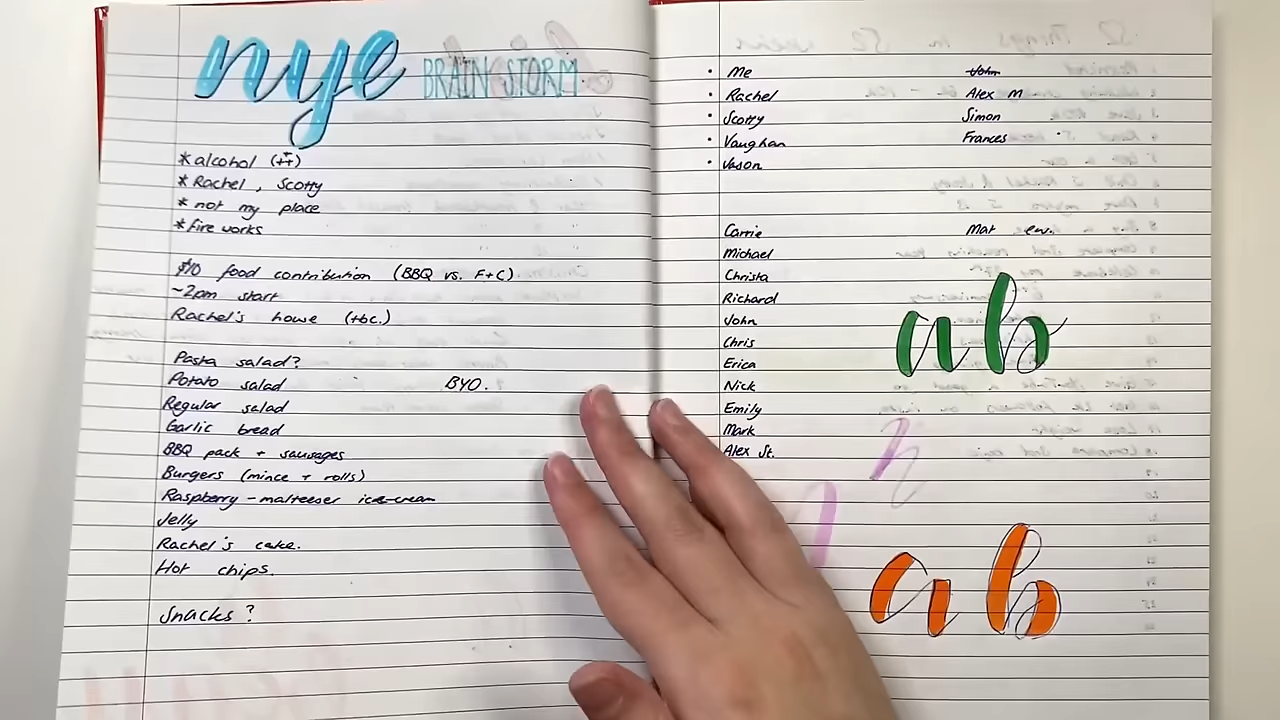 nye BRAIN STORM
* alcohol (++)
* Rachel, Scotty
* not my place
* fireworks
$10 food contribution (BBQ vs. F+C)
~2pm start
Rachel's house (tbc.)
Pasta salad?
Potato salad BYO.
Regular salad
Garlic bread
BBQ pack + sausages
Burgers (mince + rolls)
Raspberry - malteeser ice-cream
Jelly
Rachel's cake.
Hot chips.
Snacks?
• Me John
• Rachel Alex M
• Scotty Simon
• Vaughan Frances
• Jason
Carrie Mat ew.
Michael
Christa
Richard
John
Chris
Erica
Nick
Emily
Mark
Alex St.
ab
ab